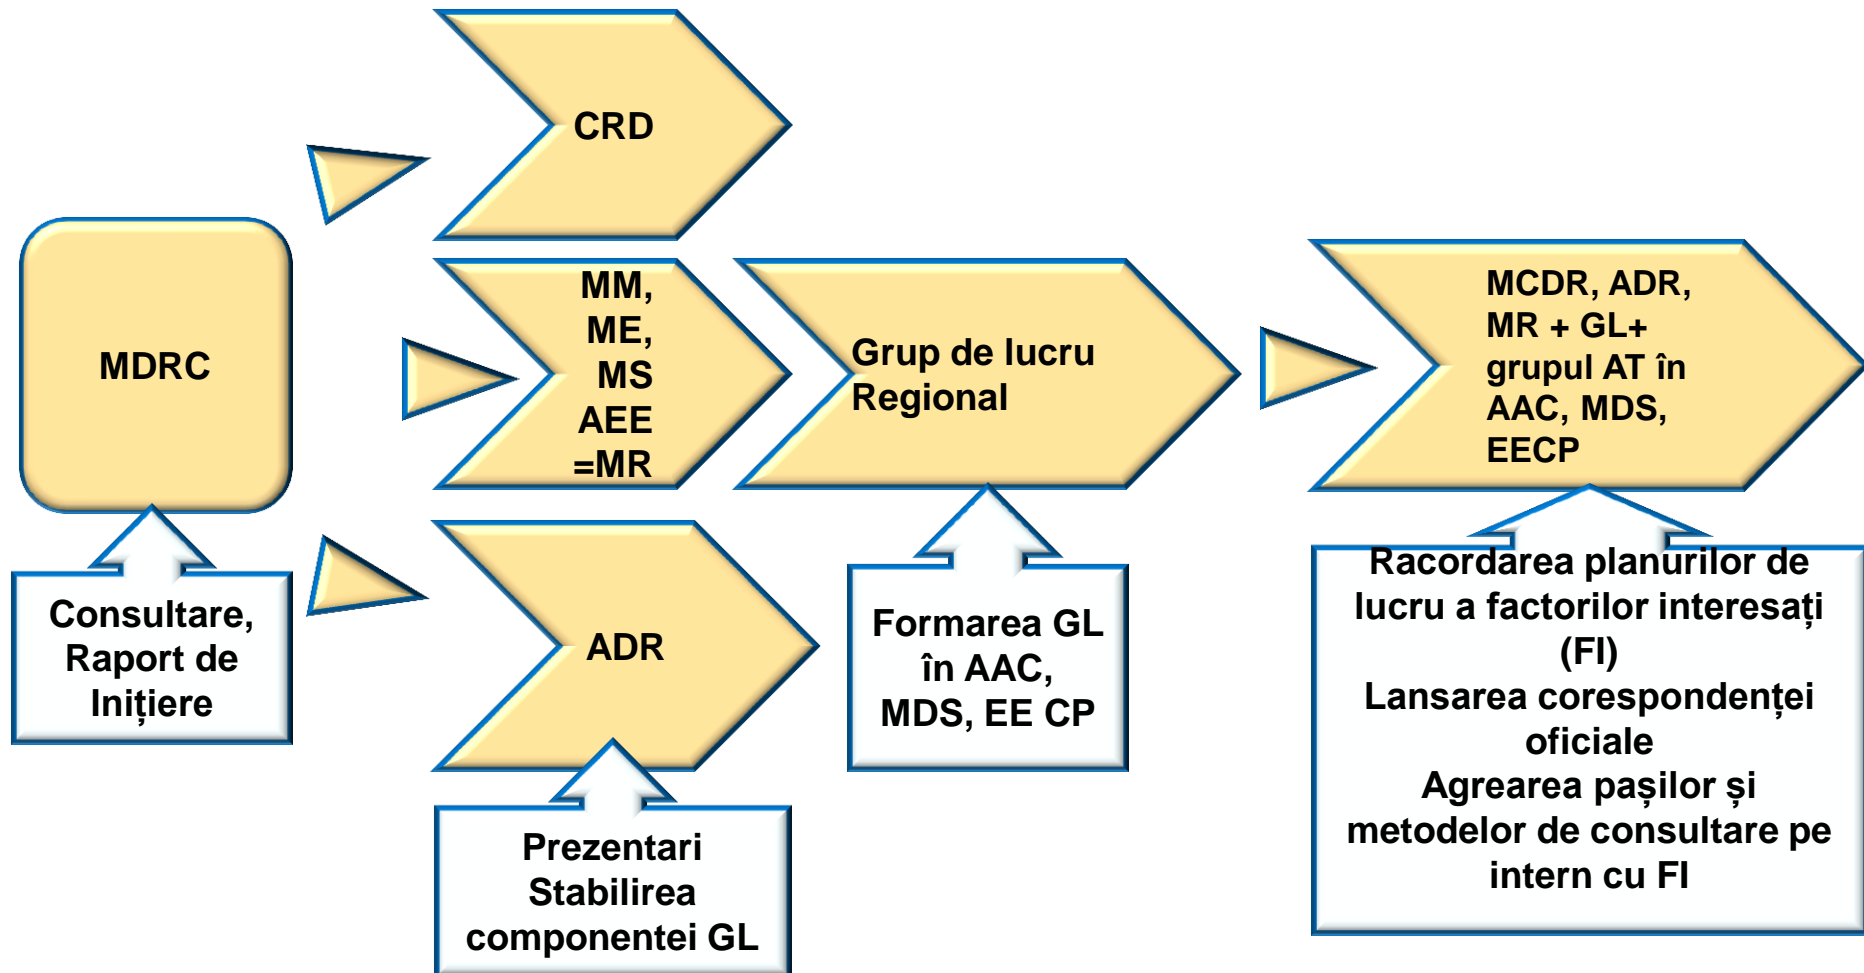 CRD
MDRC
MM,
ME,
MS
AEE
=MR
Grup de lucru
Regional
MCDR, ADR,
MR + GL+
grupul AT în
AAC, MDS,
EECP
Consultare,
Raport de
Inițiere
ADR
Prezentari
Stabilirea
componentei GL
Formarea GL
în AAC,
MDS, EE CP
Racordarea planurilor de
lucru a factorilor interesați
(FI)
Lansarea corespondenței
oficiale
Agrearea pașilor și
metodelor de consultare pe
intern cu FI